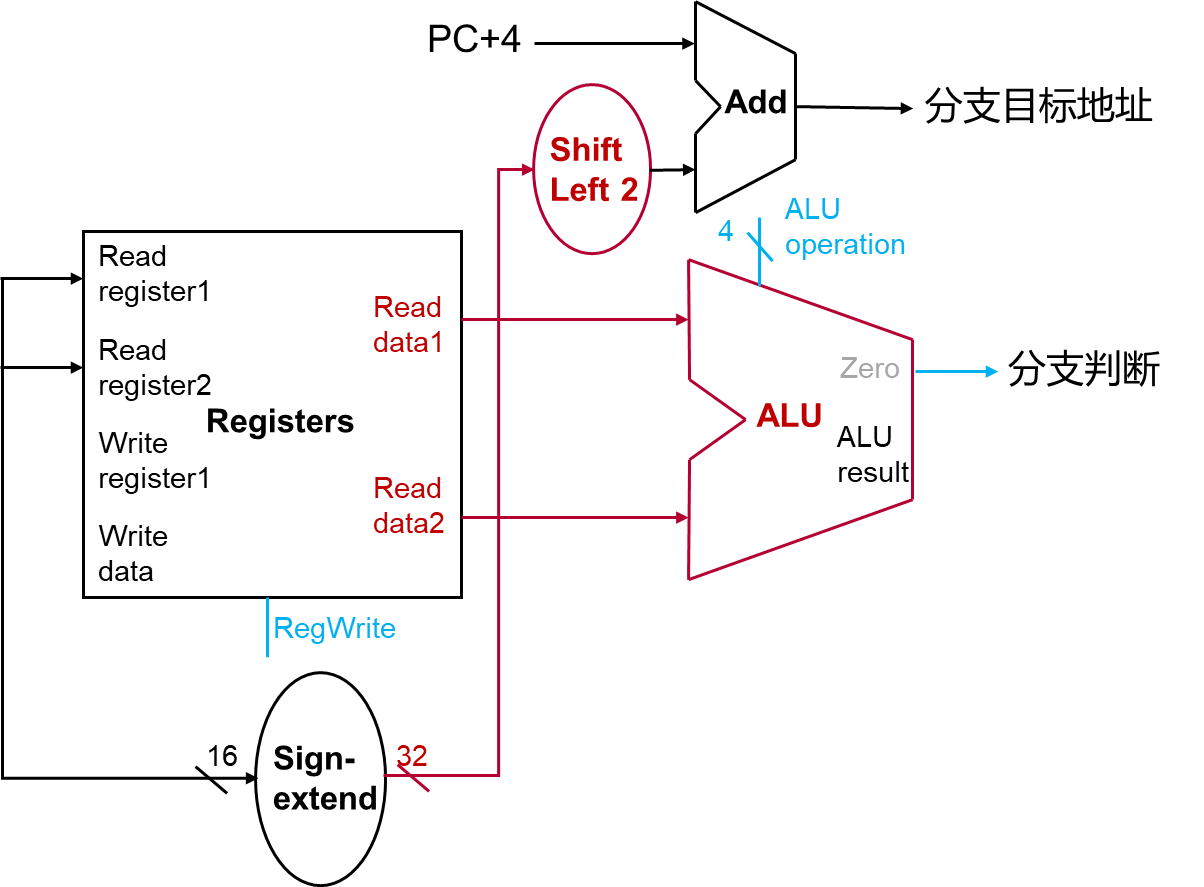 PC+4
Add
分支目标地址
Shift
Left 2
4
ALU
operation
Read
register1
Read
data1
Read
register2
Zero
分支判断
Registers
ALU
ALU
result
Write
register1
Read
data2
Write
data
RegWrite
16
Sign-
extend
32